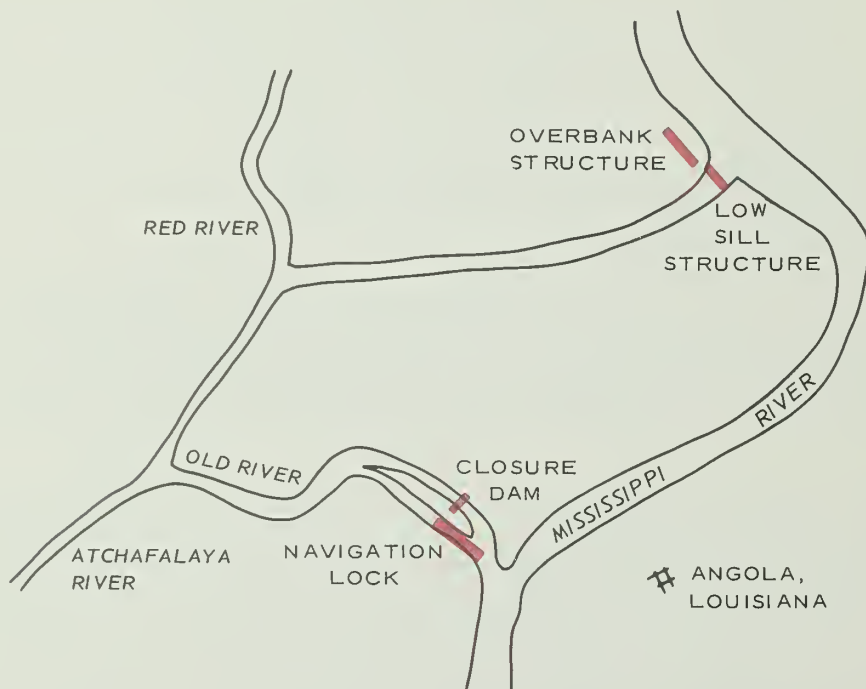 OVERBANK
STRUCTURE
RED RIVER
LOW
SILL
STRUCTURE
RIVER
MISSISSIPPI
OLD RIVER
CLOSURE
DAM
NAVIGATION
LOCK
ATCHAFALAYA
RIVER
ANGOLA,
LOUISIANA